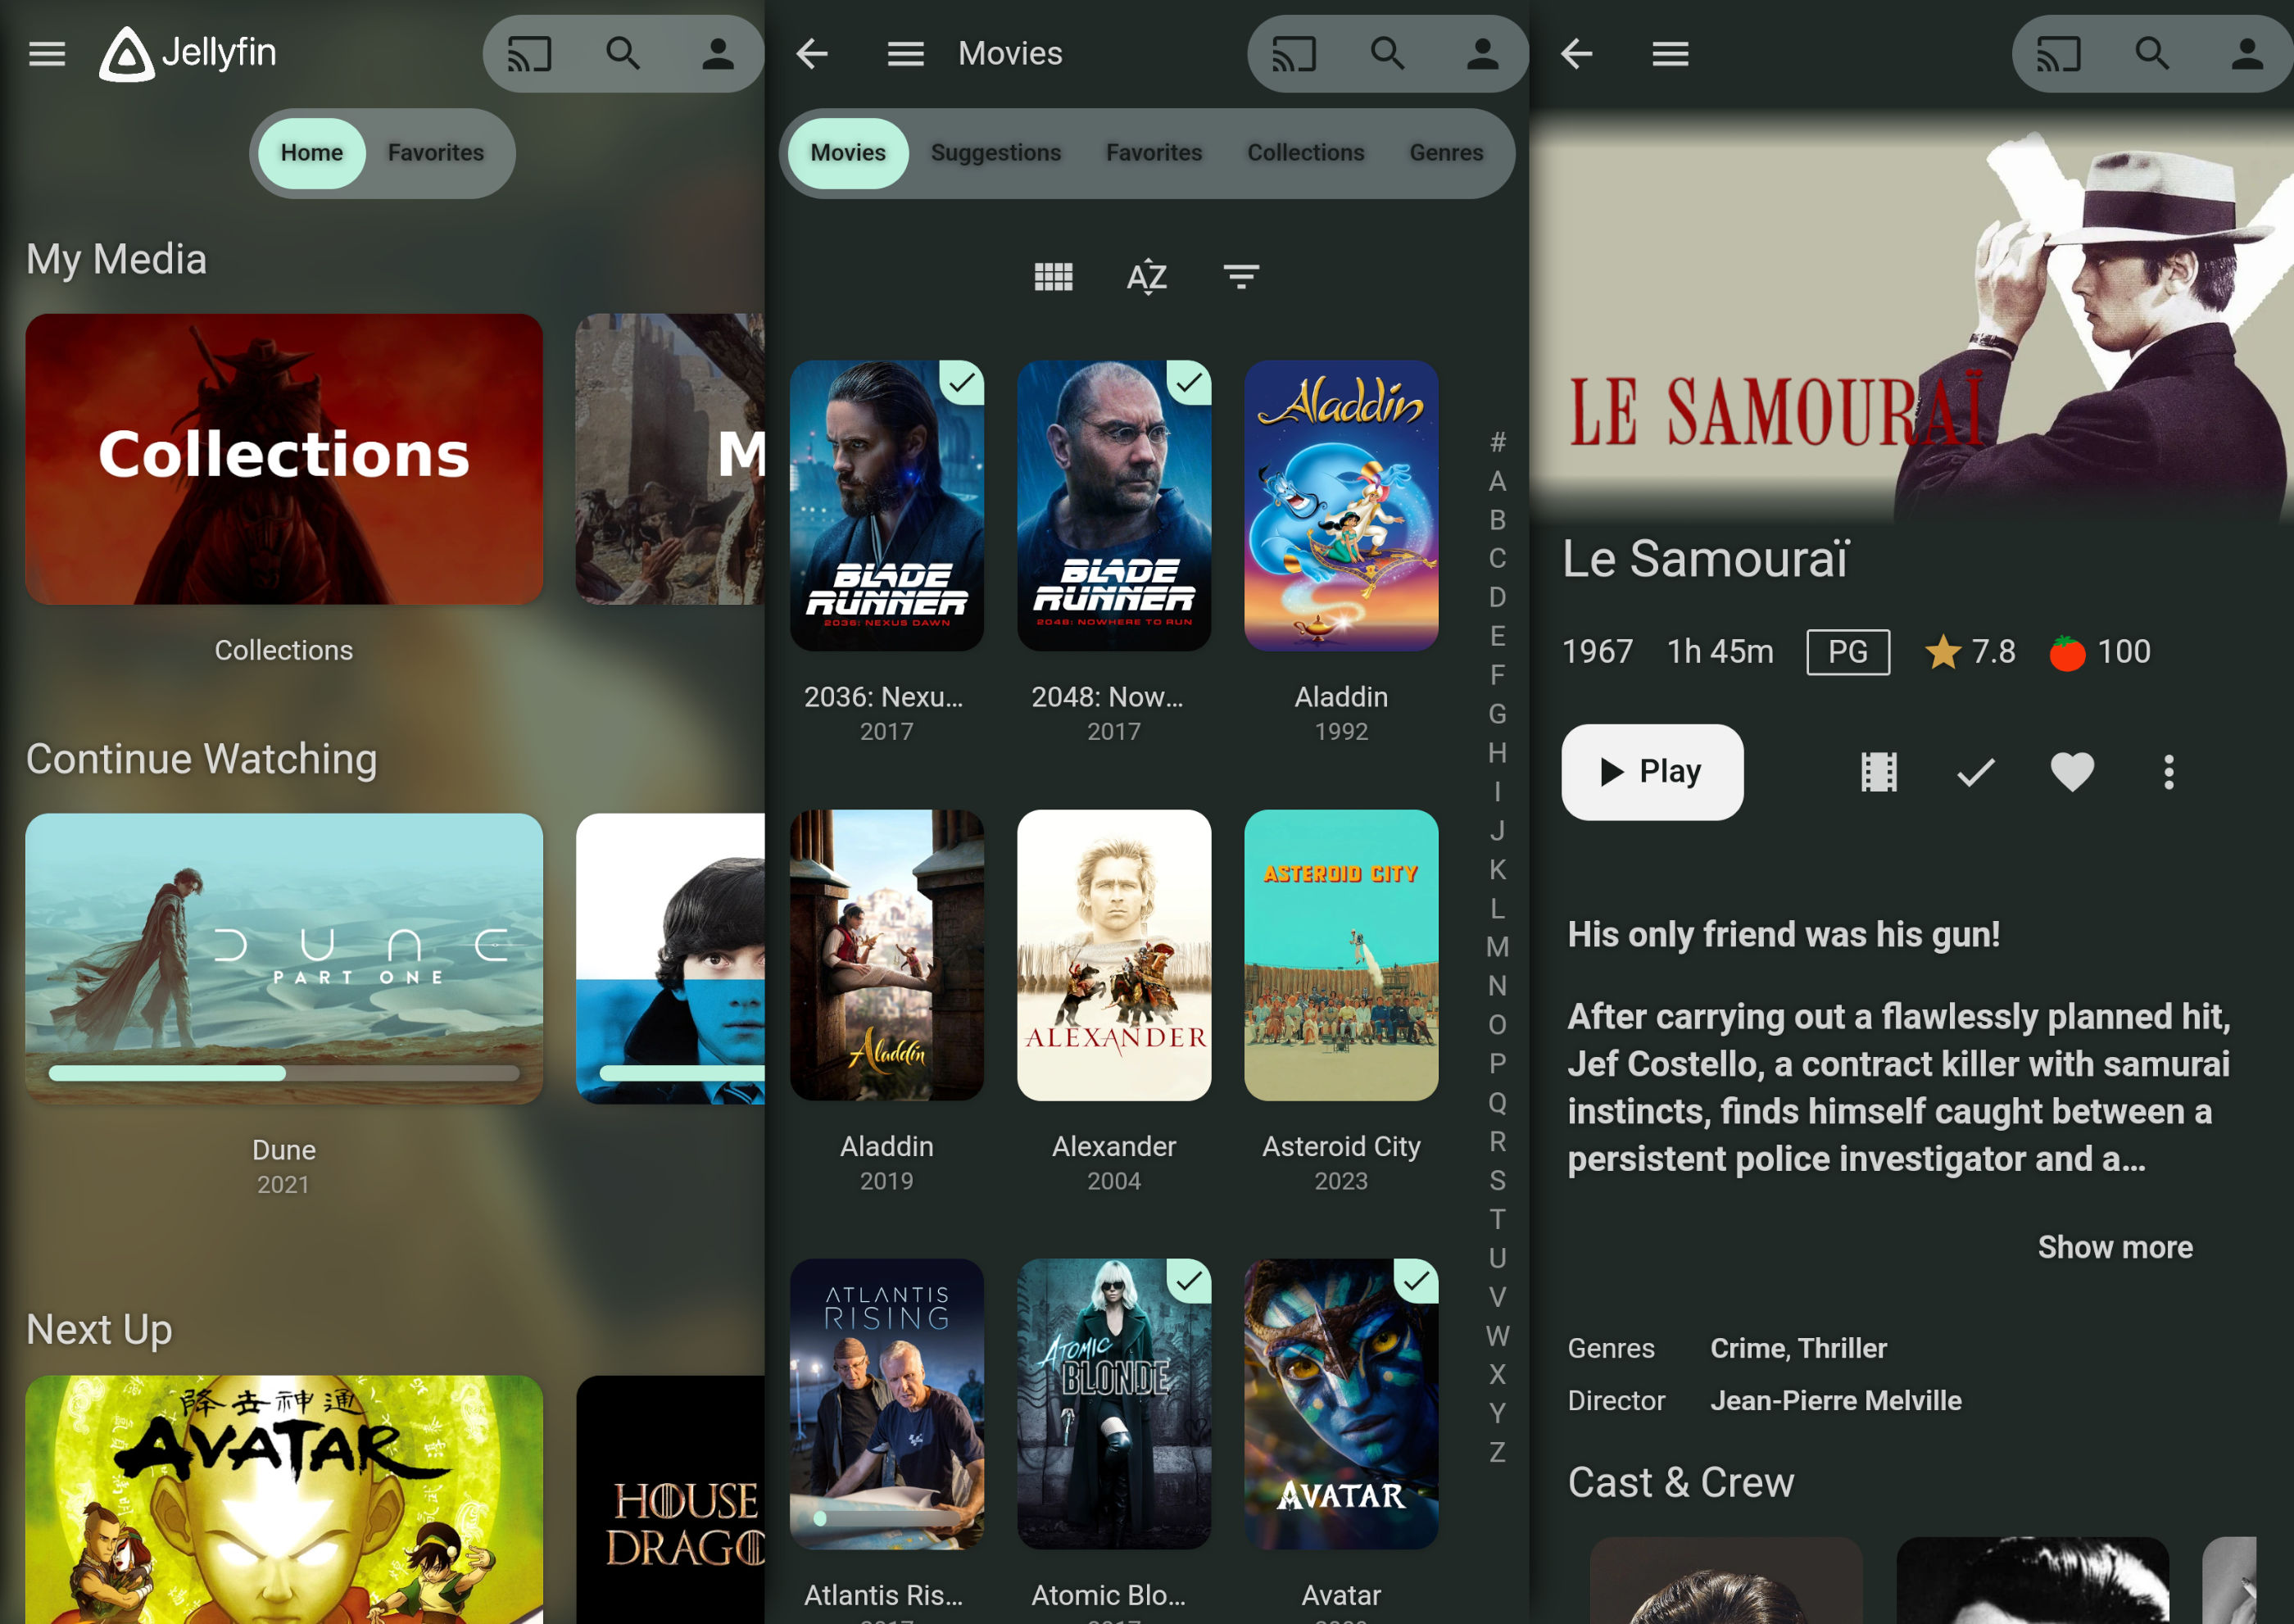 Jellyfin
Home
Favorites
My Media
Collections
M
Collections
Continue Watching
DUNE
PART ONE
Dune
2021
Next Up
降去神通
AVATAR
HOUSE
DRAGO
Movies
Movies
Suggestions
Favorites
Collections
Genres
AZ
BLADE
RUNNER
2036: NEXUS DAWN
BLADE
RUNNER
2048: NOWHERE TO RUN
Aladdin
2036: Nexu...
2048: Now...
Aladdin
2017
2017
1992
Aladdin
ALEXANDER
ASTEROID CITY
Aladdin
Alexander
Asteroid City
2019
2004
2023
ATLANTIS
RISING
ATOMIC
BLONDE
AVATAR
Atlantis Ris...
Atomic Blo...
Avatar
#
A
B
C
D
E
F
G
H
I
J
K
L
M
N
O
P
Q
R
S
T
U
V
W
X
Y
Z
LE SAMOURAÏ
Le Samouraï
1967 1h 45m PG 7.8 100
Play
His only friend was his gun!
After carrying out a flawlessly planned hit,
Jef Costello, a contract killer with samurai
instincts, finds himself caught between a
persistent police investigator and a...
Show more
Genres Crime, Thriller
Director Jean-Pierre Melville
Cast & Crew